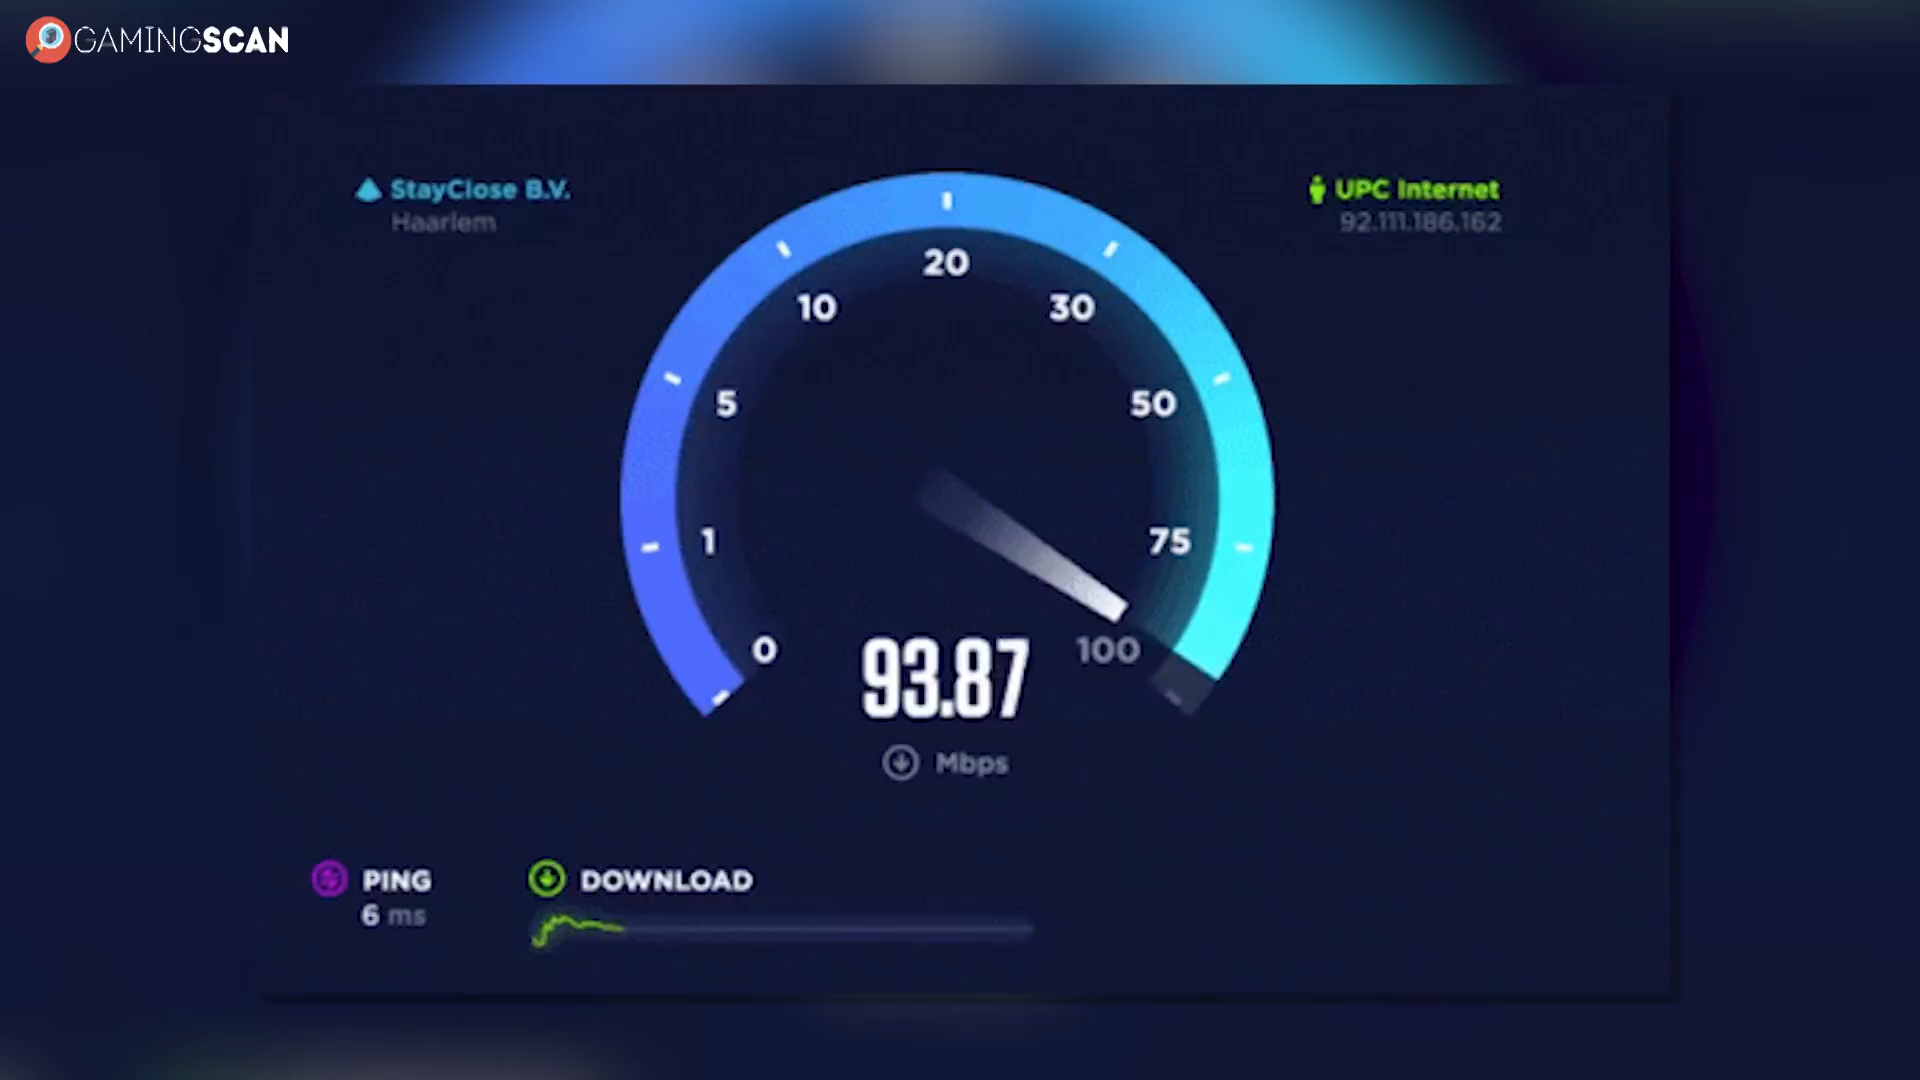 GAMINGSCAN
StayClose B.V.
Haarlem
UPC Internet
92.111.186.162
0
1
5
10
20
30
50
75
100
93.87
Mbps
PING
6 ms
DOWNLOAD